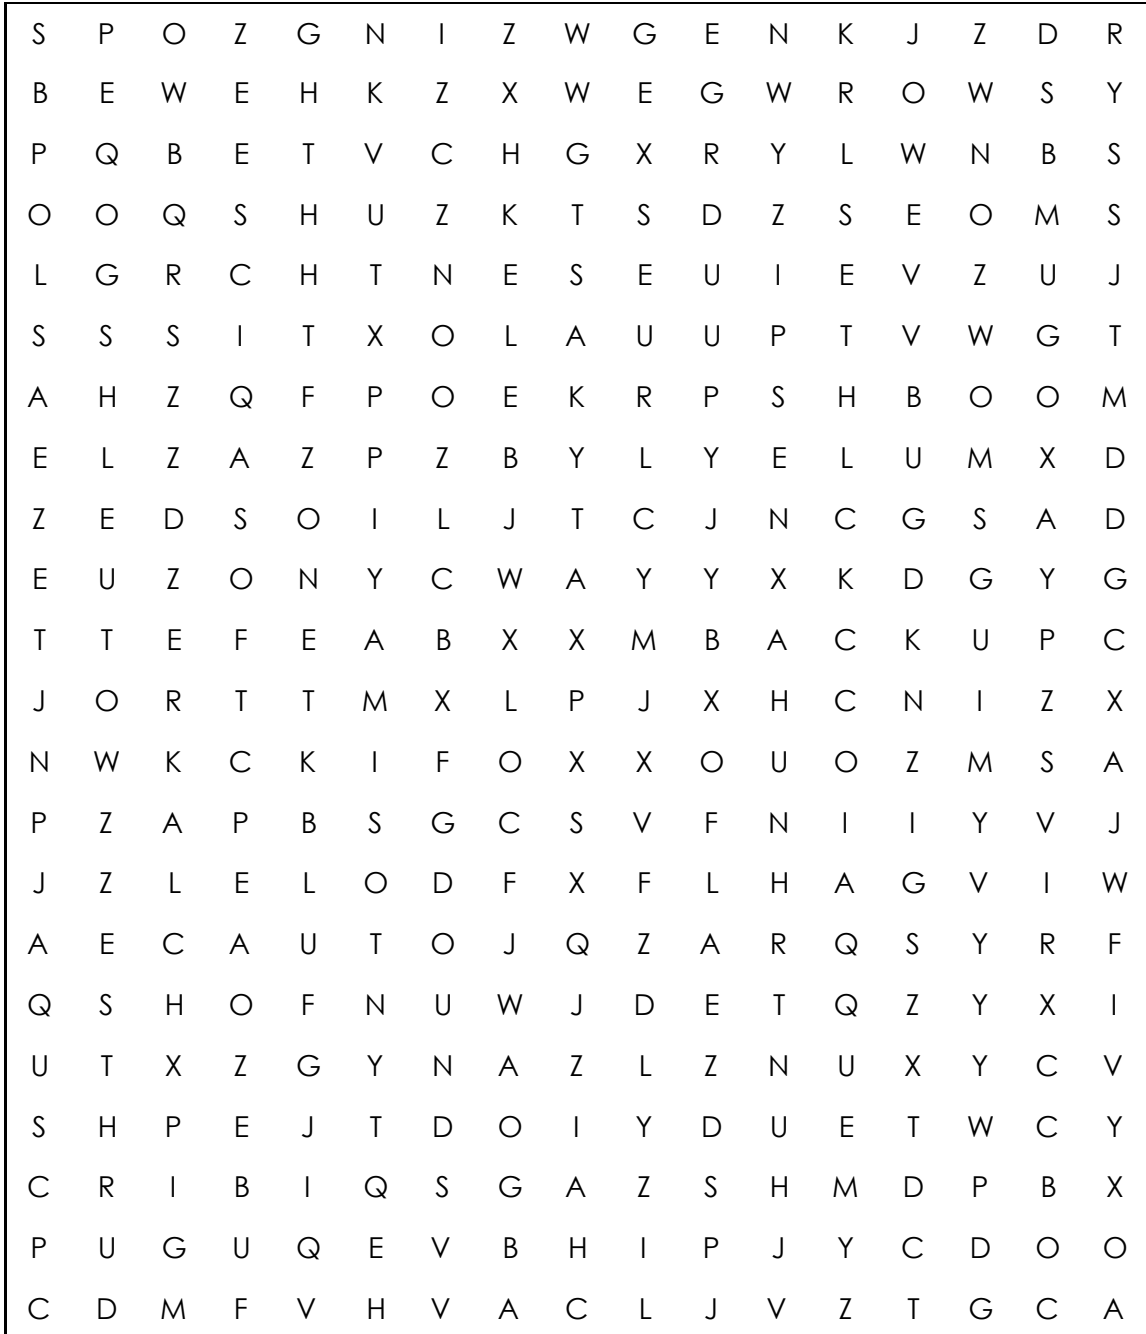 S P O Z G N I Z W G E N K J Z D R
B E W E H K Z X W E G W R O W S Y
P Q B E T V C H G X R Y L W N B S
O O Q S H U Z K T S D Z S E O M S
L G R C H T N E S E U I E V Z U J
S S S I T X O L A U U P T V W G T
A H Z Q F P O E K R P S H B O O M
E L Z A Z P Z B Y L Y E L U M X D
Z E D S O I L J T C J N C G S A D
E U Z O N Y C W A Y Y X K D G Y G
T T E F E A B X X M B A C K U P C
J O R T T M X L P J X H C N I Z X
N W K C K I F O X X O U O Z M S A
P Z A P B S G C S V F N I I Y V J
J Z L E L O D F X F L H A G V I W
A E C A U T O J Q Z A R Q S Y R F
Q S H O F N U W J D E T Q Z Y X I
U T X Z G Y N A Z L Z N U X Y C V
S H P E J T D O I Y D U E T W C Y
C R I B I Q S G A Z S H M D P B X
P U G U Q E V B H I P J Y C D O O
C D M F V H V A C L J V Z T G C A